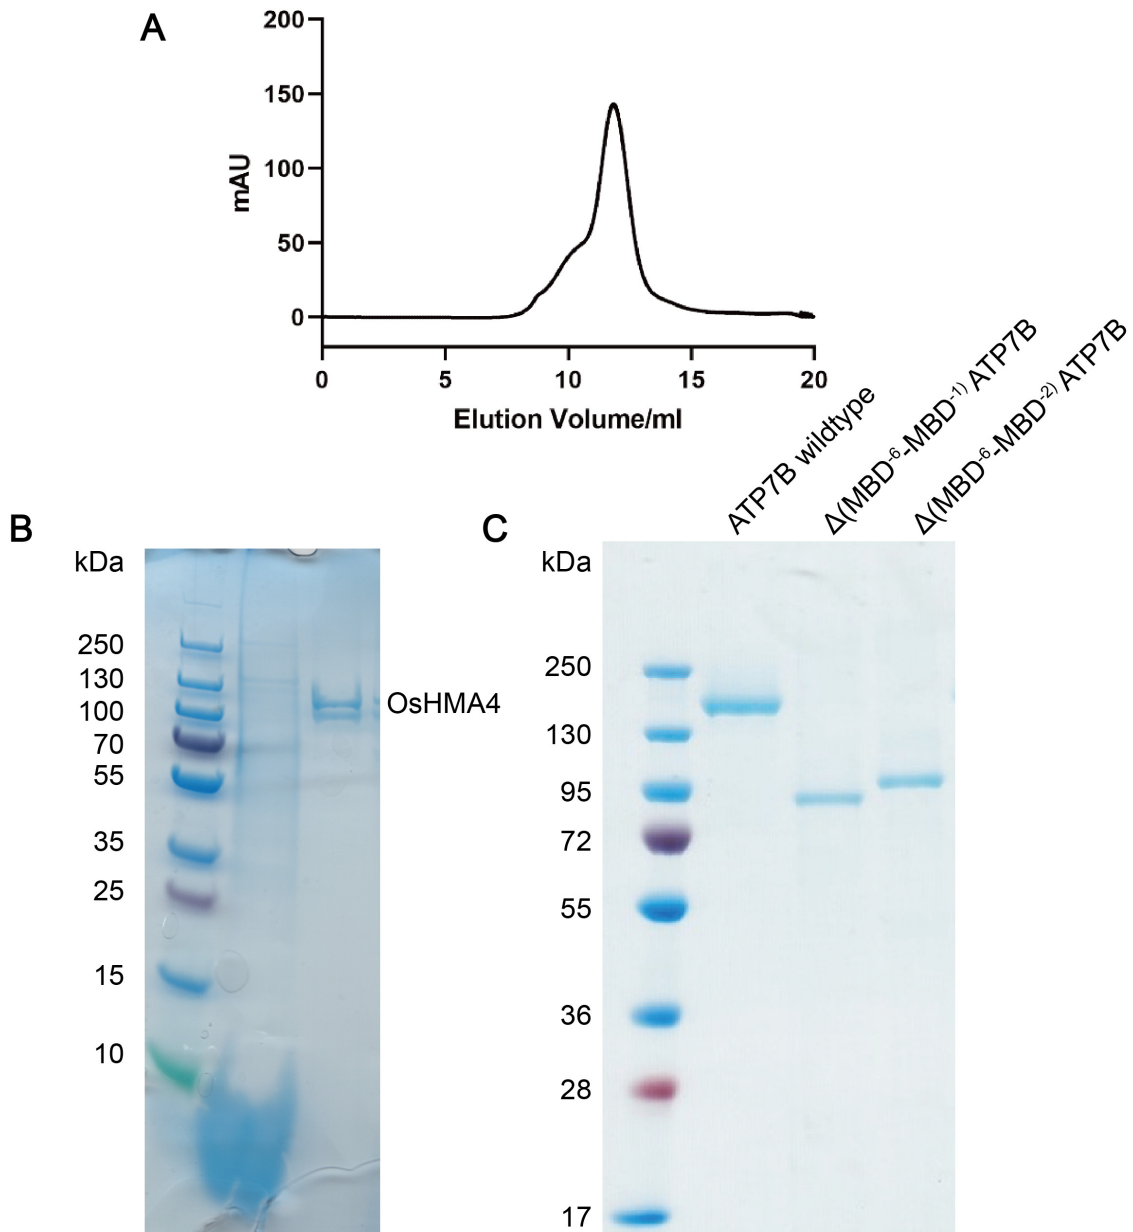 A
200
150
100
50
0
mAU
0 5 10 15 20
Elution Volume/ml
B
kDa
250
130
100
70
55
35
25
15
10
OsHMA4
C
ATP7B wildtype
Δ(MBD⁻⁶-MBD⁻¹⁾ ATP7B
Δ(MBD⁻⁶-MBD⁻²⁾ ATP7B
kDa
250
130
95
72
55
36
28
17